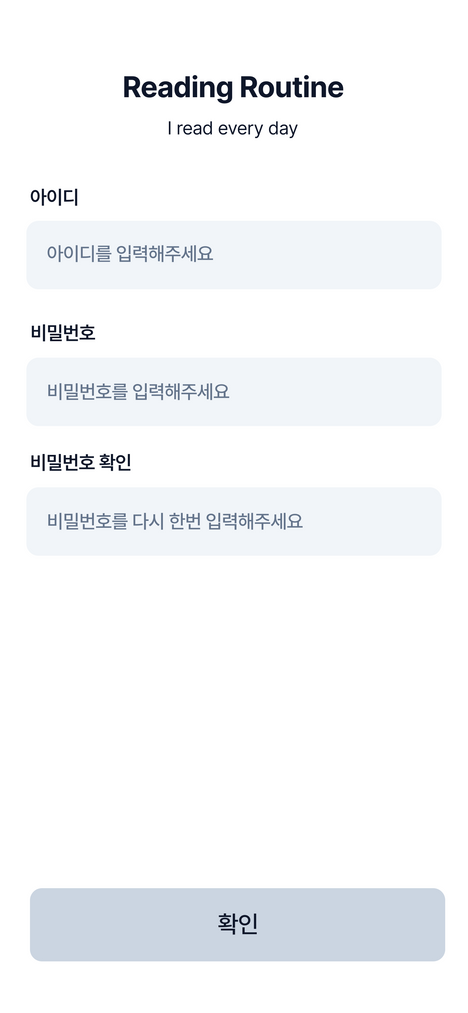 Reading Routine
I read every day
아이디
아이디를 입력해주세요
비밀번호
비밀번호를 입력해주세요
비밀번호 확인
비밀번호를 다시 한번 입력해주세요
확인